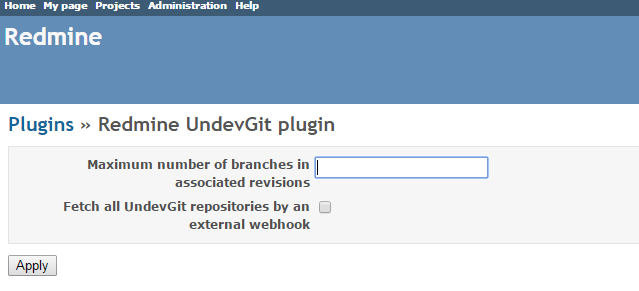 Home My page Projects Administration Help
Redmine
Plugins » Redmine UndevGit plugin
Maximum number of branches in
associated revisions
Fetch all UndevGit repositories by an
external webhook
Apply